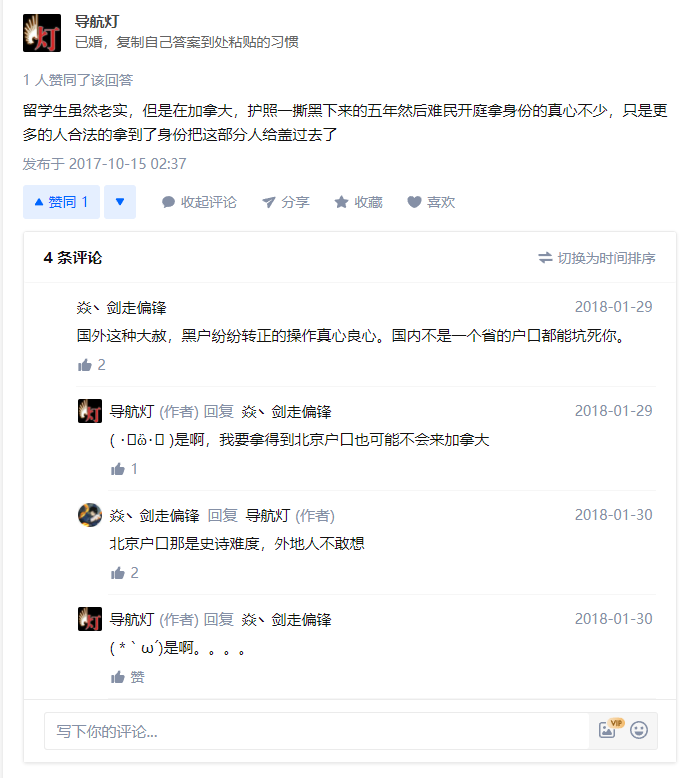 导航灯
已婚，复制自己答案到处粘贴的习惯
1 人赞同了该回答
留学生虽然老实，但是在加拿大，护照一撕黑下来的五年然后难民开庭拿身份的真心不少，只是更
多的人合法的拿到了身份把这部分人给盖过去了
发布于 2017-10-15 02:37
赞同 1 收起评论 分享 收藏 喜欢
4 条评论 切换为时间排序
焱丶剑走偏锋 2018-01-29
国外这种大赦，黑户纷纷转正的操作真心良心。国内不是一个省的户口都能坑死你。
2
导航灯 (作者) 回复 焱丶剑走偏锋 2018-01-29
( ･ὢ･ )是啊，我要拿得到北京户口也可能不会来加拿大
1
焱丶剑走偏锋 回复 导航灯 (作者) 2018-01-30
北京户口那是史诗难度，外地人不敢想
2
导航灯 (作者) 回复 焱丶剑走偏锋 2018-01-30
( *｀ω´)是啊。。。。
赞
写下你的评论... VIP